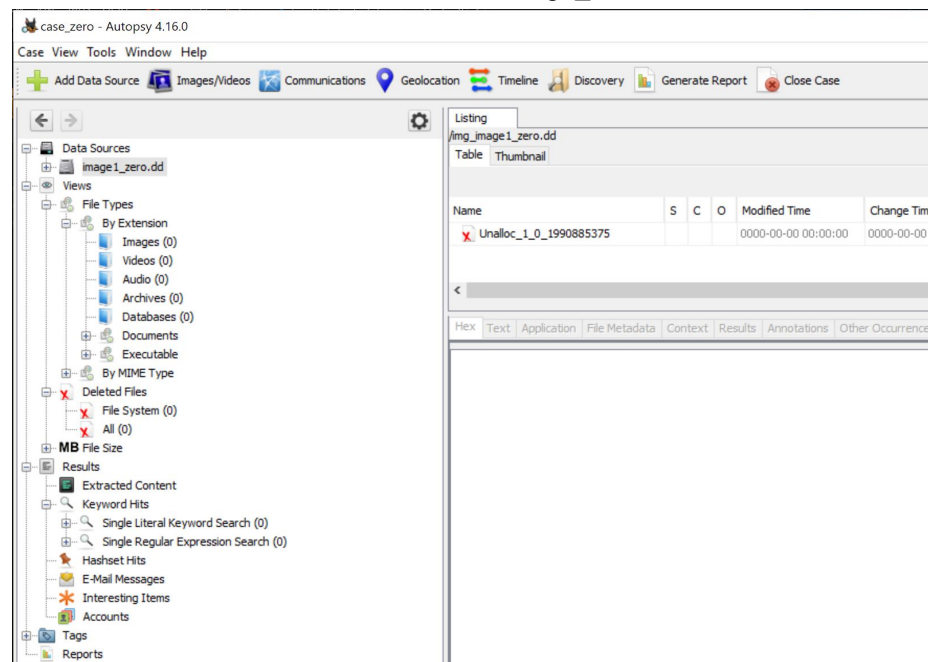 case_zero - Autopsy 4.16.0
Case View Tools Window Help
Add Data Source Images/Videos Communications Geolocation Timeline Discovery Generate Report Close Case
Data Sources
image1_zero.dd
Views
File Types
By Extension
Images (0)
Videos (0)
Audio (0)
Archives (0)
Databases (0)
Documents
Executable
By MIME Type
Deleted Files
File System (0)
All (0)
MB File Size
Results
Extracted Content
Keyword Hits
Single Literal Keyword Search (0)
Single Regular Expression Search (0)
Hashset Hits
E-Mail Messages
Interesting Items
Accounts
Tags
Reports
Listing
/img_image1_zero.dd
Table Thumbnail
Name S C O Modified Time Change Tim
Unalloc_1_0_1990885375 0000-00-00 00:00:00 0000-00-00
Hex Text Application File Metadata Context Results Annotations Other Occurrence